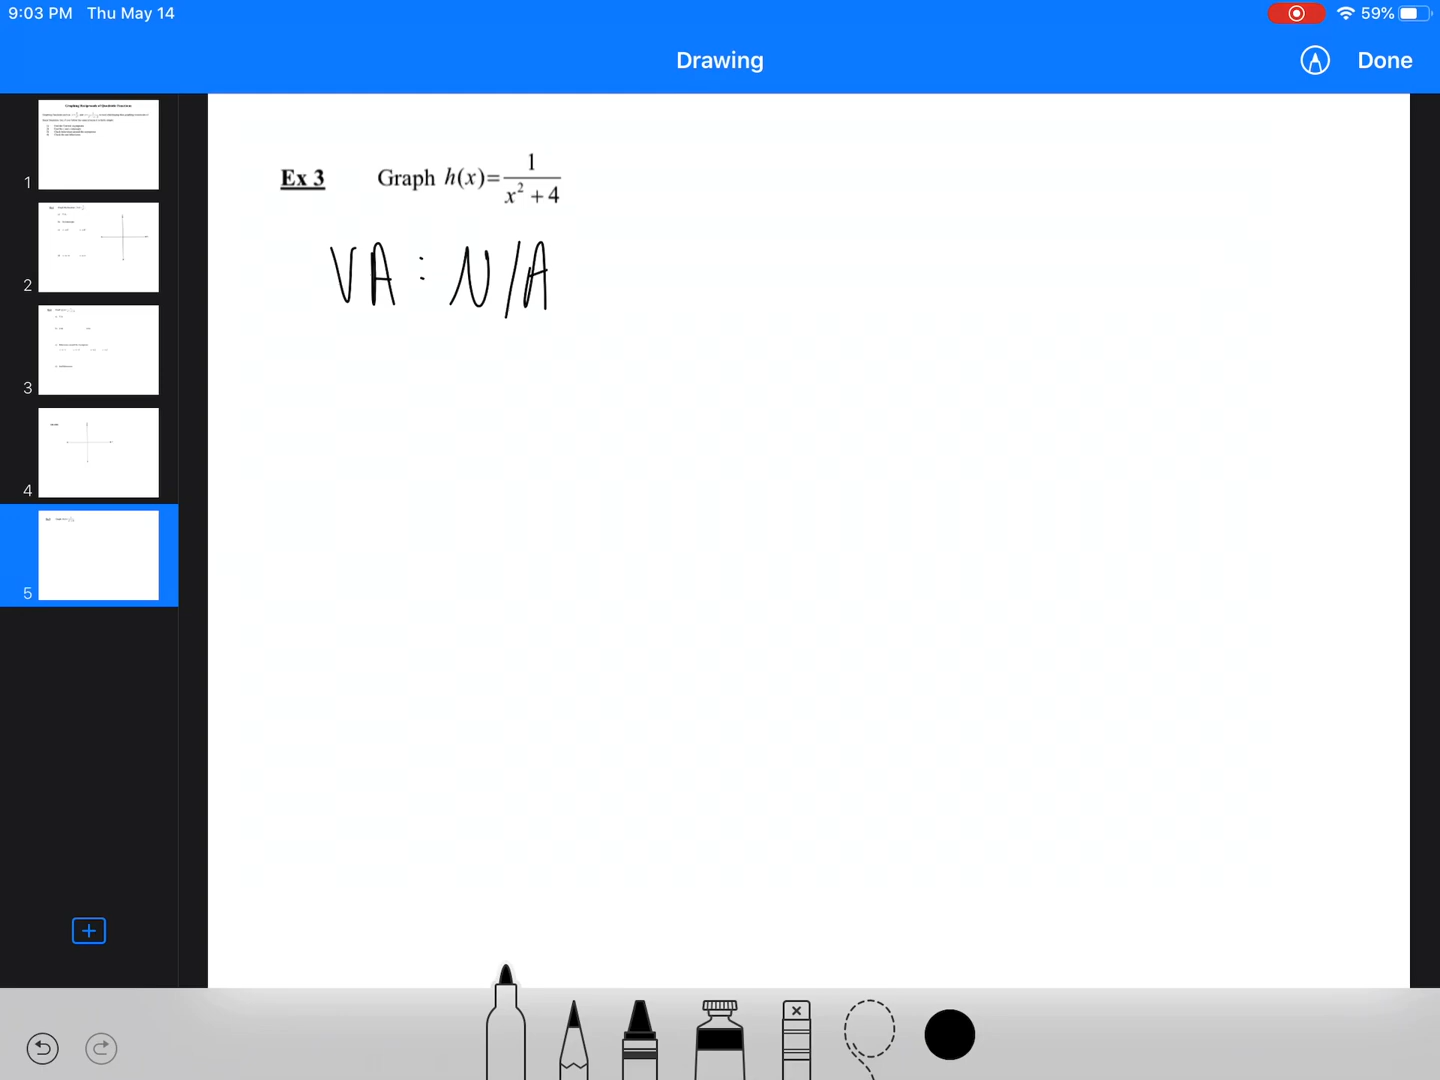 9:03 PM Thu May 14
59%
Drawing
Done
1
2
3
4
5
Ex 3 Graph h(x)=1/(x²+4)
VA: N/A